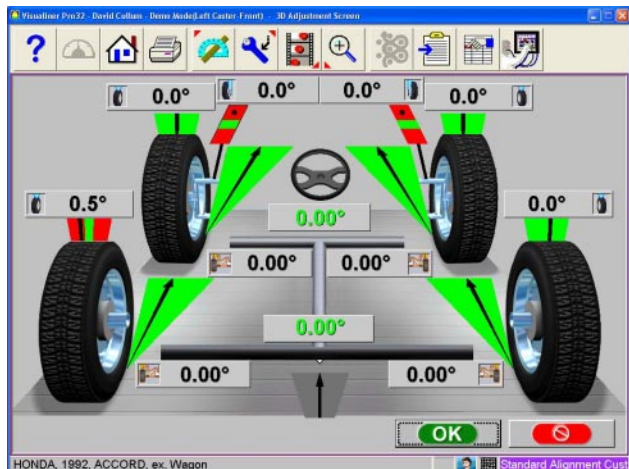 Visualiner Pro32 - David Collum - Demo Mode(Left Caster-Front) - 3D Adjustment Screen
?
0.0° 0.0° 0.0° 0.0°
0.5° 0.0°
0.00°
0.00° 0.00°
0.00°
0.00° 0.00°
OK
HONDA, 1992, ACCORD, ex. Wagon Standard Alignment Cust